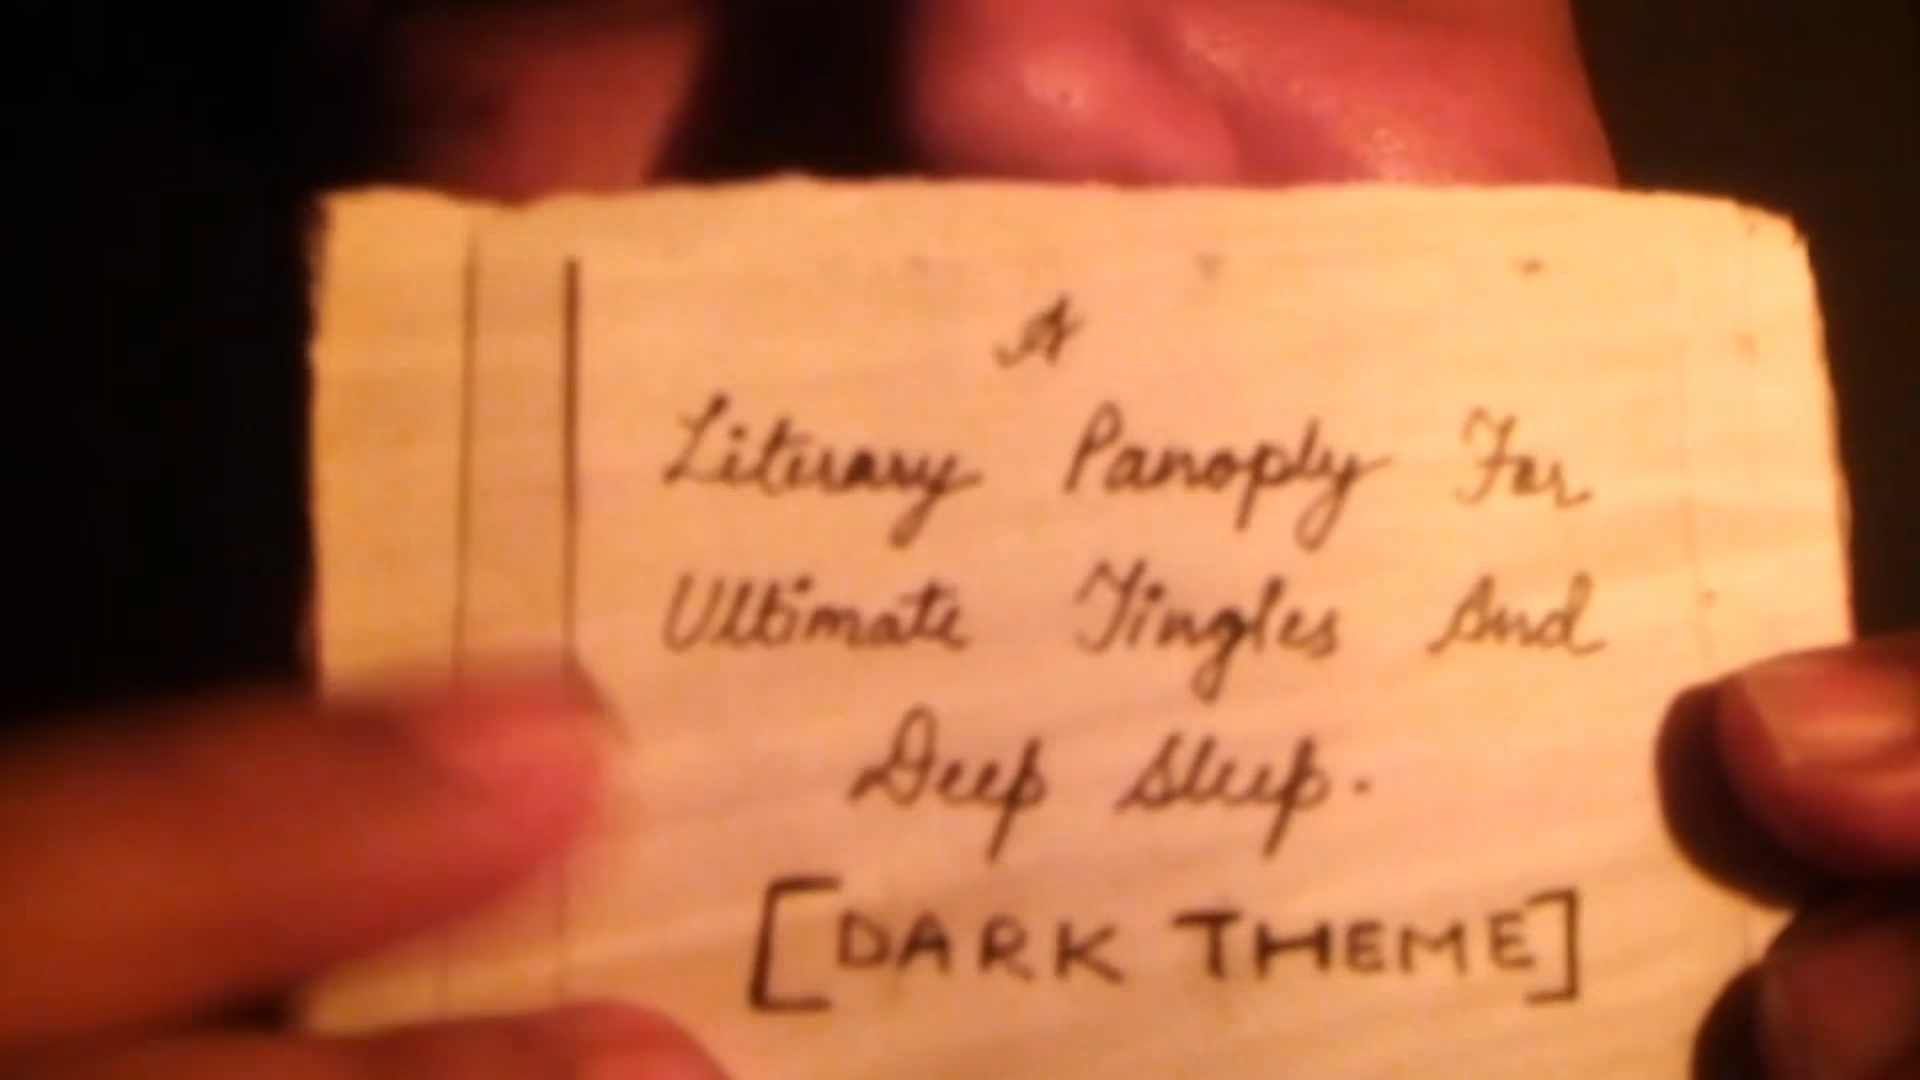 A
Literary Panoply For
Ultimate Tingles And
Deep Sleep.
[DARK THEME]